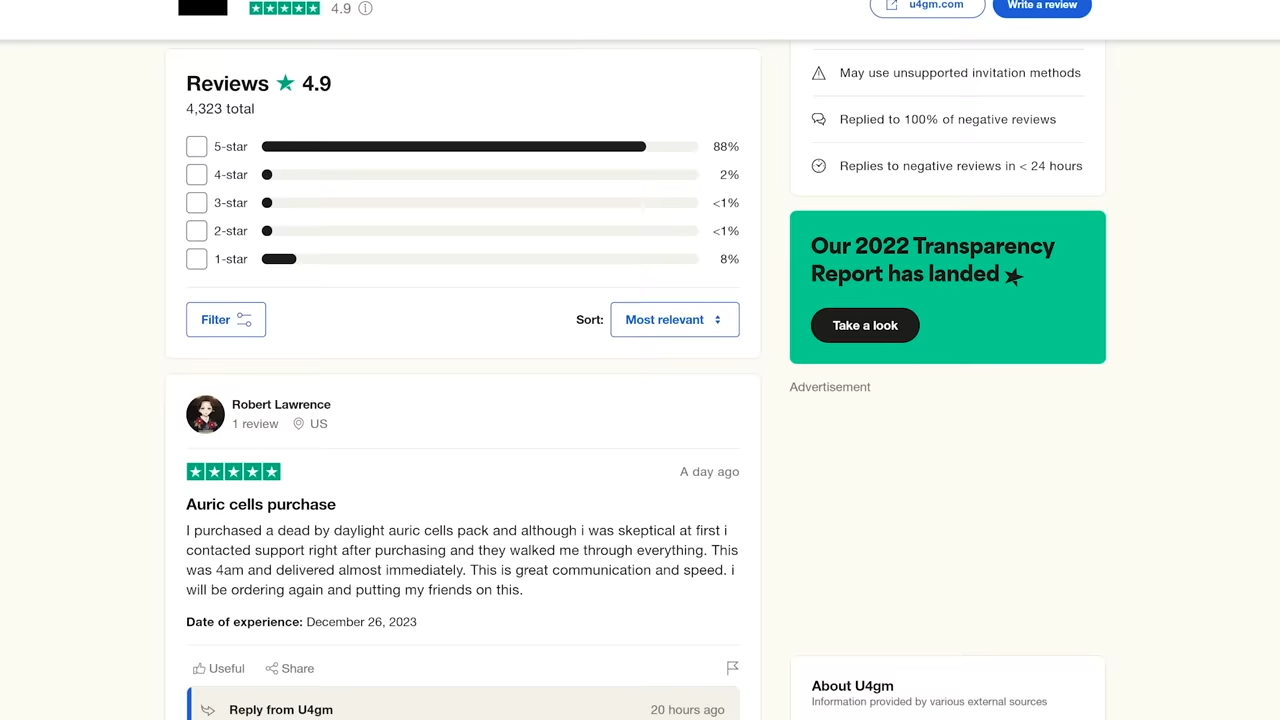 4.9
u4gm.com
Write a review
Reviews ★ 4.9
4,323 total
5-star 88%
4-star 2%
3-star <1%
2-star <1%
1-star 8%
Filter
Sort: Most relevant
Robert Lawrence
1 review US
A day ago
Auric cells purchase
I purchased a dead by daylight auric cells pack and although i was skeptical at first i
contacted support right after purchasing and they walked me through everything. This
was 4am and delivered almost immediately. This is great communication and speed. i
will be ordering again and putting my friends on this.
Date of experience: December 26, 2023
Useful Share
Reply from U4gm 20 hours ago
May use unsupported invitation methods
Replied to 100% of negative reviews
Replies to negative reviews in < 24 hours
Our 2022 Transparency
Report has landed
Take a look
Advertisement
About U4gm
Information provided by various external sources